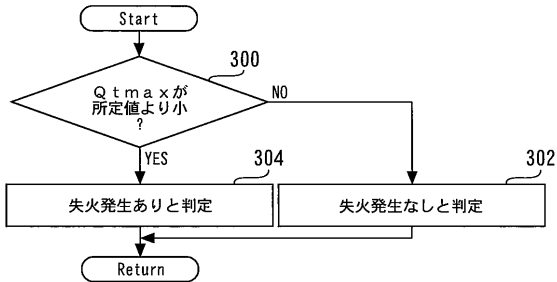 Start
300
Ｑｔｍａｘが
所定値より小
?
NO
YES
304
302
失火発生ありと判定
失火発生なしと判定
Return